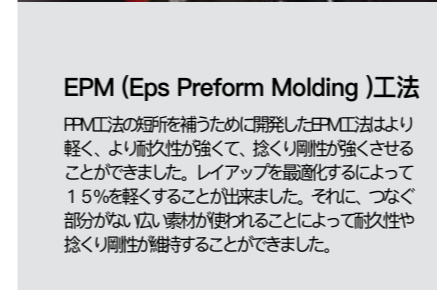 EPM (Eps Preform Molding )工法
PPM工法の短所を補うために開発したEPM工法はより
軽く、より耐久性が強くて、捻くり剛性が強くさせる
ことができました。レイアップを最適化するによって
１５%を軽くすることが出来ました。それに、つなぐ
部分がない広い素材が使われることによって耐久性や
捻くり剛性が維持することができました。